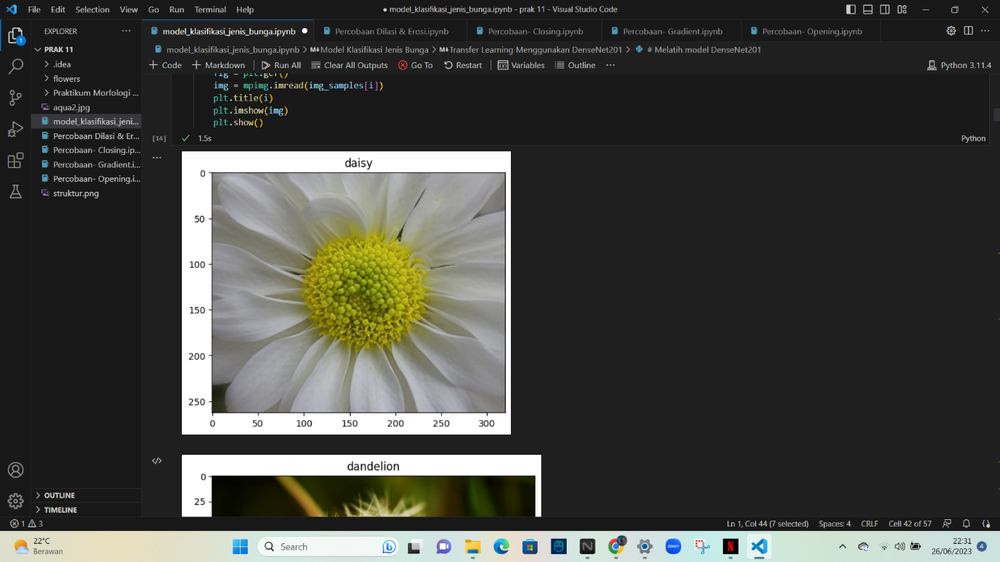 File Edit Selection View Go Run Terminal Help
● model_klasifikasi_jenis_bunga.ipynb - prak 11 - Visual Studio Code
EXPLORER
model_klasifikasi_jenis_bunga.ipynb ●
Percobaan Dilasi & Erosi.ipynb
Percobaan- Closing.ipynb
Percobaan- Gradient.ipynb
Percobaan- Opening.ipynb
1
PRAK 11
.idea
flowers
Praktikum Morfologi ...
aqua2.jpg
model_klasifikasi_jeni...
Percobaan Dilasi & Er...
Percobaan- Closing.ip...
Percobaan- Gradient.i...
Percobaan- Opening.i...
struktur.png
model_klasifikasi_jenis_bunga.ipynb > M↓Model Klasifikasi Jenis Bunga > M↓Transfer Learning Menggunakan DenseNet201 > # Melatih model DenseNet201
+ Code + Markdown Run All Clear All Outputs Go To Restart Variables Outline ... Python 3.11.4
fig = plt.gcf()
img = mpimg.imread(img_samples[i])
plt.title(i)
plt.imshow(img)
plt.show()
[14] ✓ 1.5s Python
daisy
0
50
100
150
200
250
0 50 100 150 200 250 300
dandelion
0
25
OUTLINE
TIMELINE
1 3 Ln 1, Col 44 (7 selected) Spaces: 4 CRLF Cell 42 of 57
22°C
Berawan
Search
zoom
22:31
26/06/2023
4